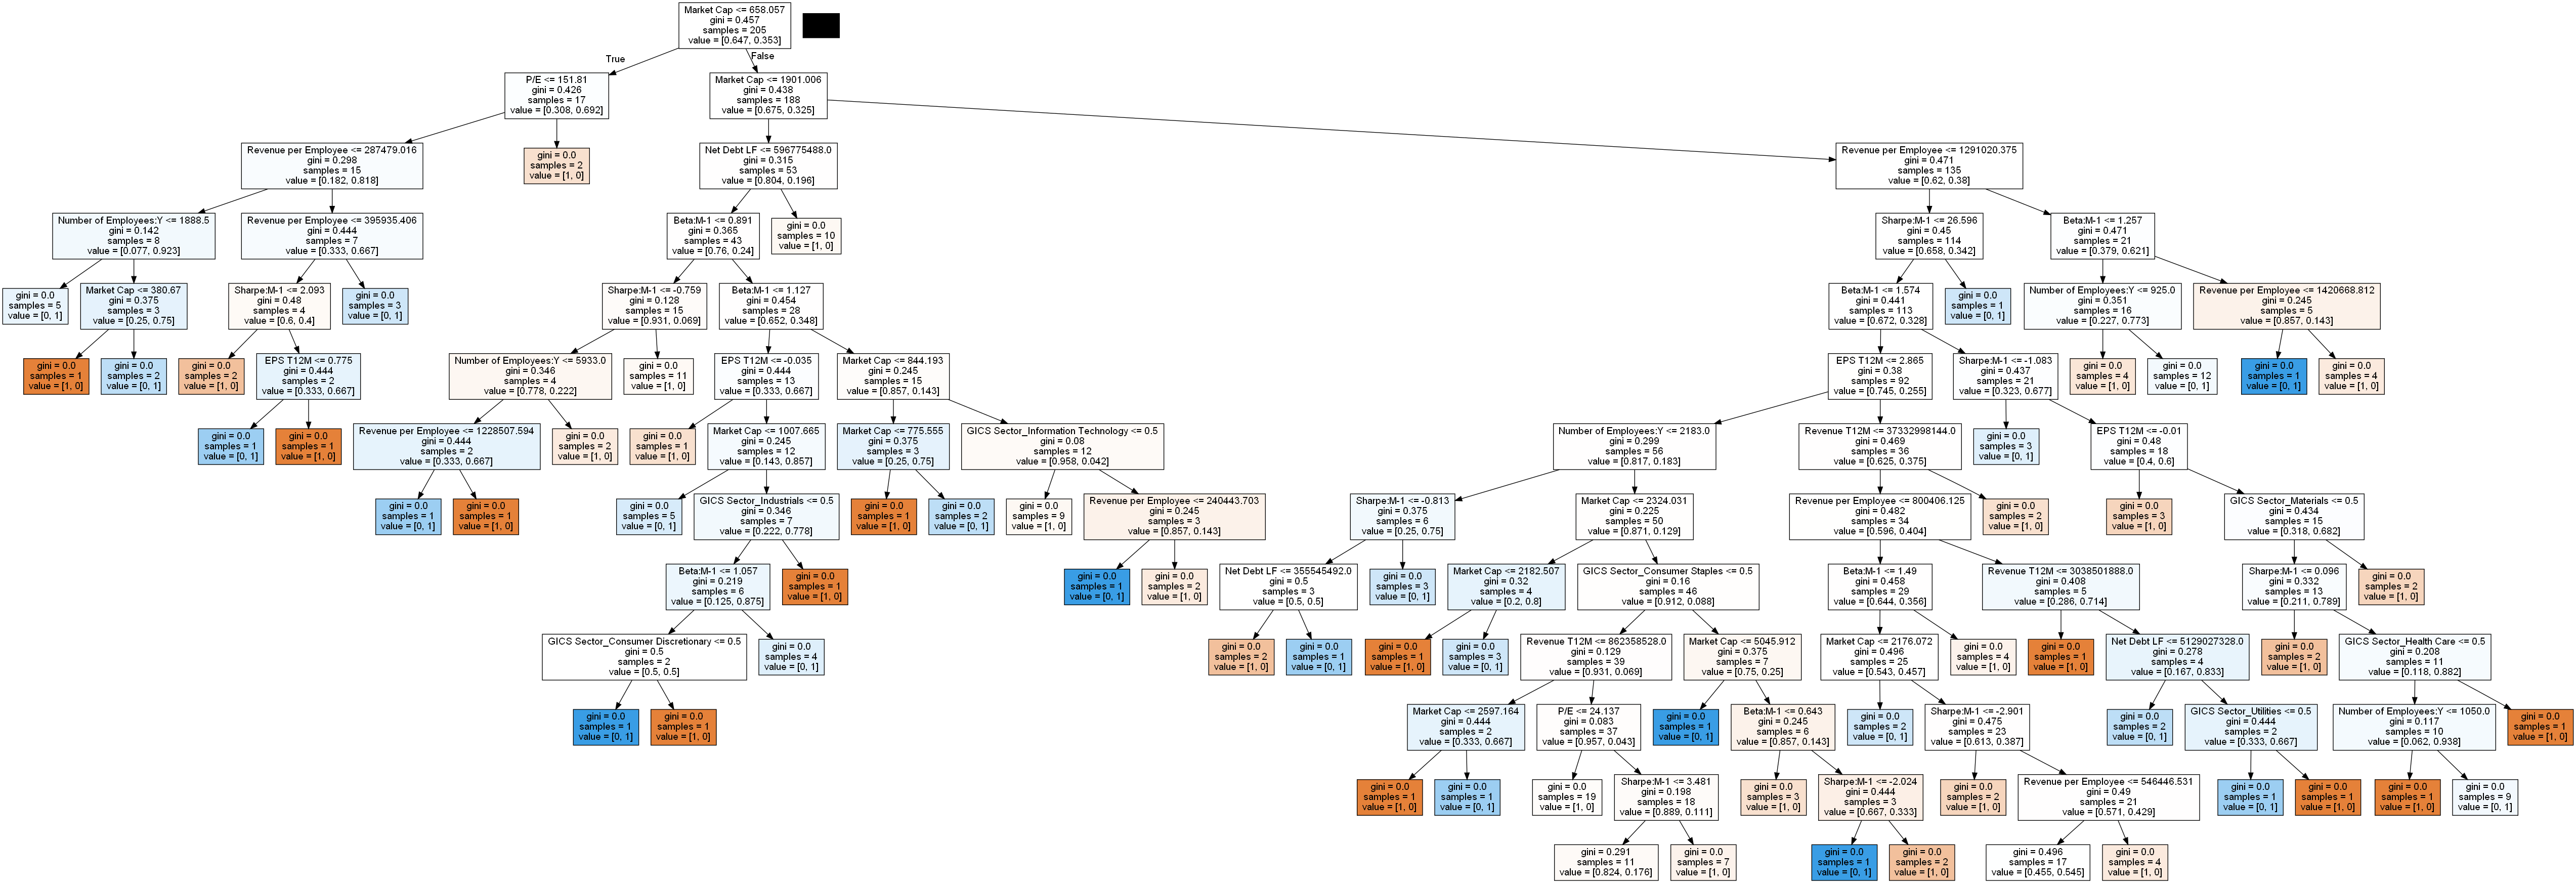 Market Cap <= 658.057
gini = 0.457
samples = 205
value = [0.647, 0.353]
True
False
P/E <= 151.81
gini = 0.426
samples = 17
value = [0.308, 0.692]
Market Cap <= 1901.006
gini = 0.438
samples = 188
value = [0.675, 0.325]
Revenue per Employee <= 287479.016
gini = 0.298
samples = 15
value = [0.182, 0.818]
gini = 0.0
samples = 2
value = [1, 0]
Net Debt LF <= 596775488.0
gini = 0.315
samples = 53
value = [0.804, 0.196]
Revenue per Employee <= 1291020.375
gini = 0.471
samples = 135
value = [0.62, 0.38]
Number of Employees:Y <= 1888.5
gini = 0.142
samples = 8
value = [0.077, 0.923]
Revenue per Employee <= 395935.406
gini = 0.444
samples = 7
value = [0.333, 0.667]
Beta:M-1 <= 0.891
gini = 0.365
samples = 43
value = [0.76, 0.24]
gini = 0.0
samples = 10
value = [1, 0]
Sharpe:M-1 <= 26.596
gini = 0.45
samples = 114
value = [0.658, 0.342]
Beta:M-1 <= 1.257
gini = 0.471
samples = 21
value = [0.379, 0.621]
gini = 0.0
samples = 5
value = [0, 1]
Market Cap <= 380.67
gini = 0.375
samples = 3
value = [0.25, 0.75]
Sharpe:M-1 <= 2.093
gini = 0.48
samples = 4
value = [0.6, 0.4]
gini = 0.0
samples = 3
value = [0, 1]
Sharpe:M-1 <= -0.759
gini = 0.128
samples = 15
value = [0.931, 0.069]
Beta:M-1 <= 1.127
gini = 0.454
samples = 28
value = [0.652, 0.348]
Beta:M-1 <= 1.574
gini = 0.441
samples = 113
value = [0.672, 0.328]
gini = 0.0
samples = 1
value = [0, 1]
Number of Employees:Y <= 925.0
gini = 0.351
samples = 16
value = [0.227, 0.773]
Revenue per Employee <= 1420668.812
gini = 0.245
samples = 5
value = [0.857, 0.143]
gini = 0.0
samples = 1
value = [1, 0]
gini = 0.0
samples = 2
value = [0, 1]
gini = 0.0
samples = 2
value = [1, 0]
EPS T12M <= 0.775
gini = 0.444
samples = 2
value = [0.333, 0.667]
Number of Employees:Y <= 5933.0
gini = 0.346
samples = 4
value = [0.778, 0.222]
gini = 0.0
samples = 11
value = [1, 0]
EPS T12M <= -0.035
gini = 0.444
samples = 13
value = [0.333, 0.667]
Market Cap <= 844.193
gini = 0.245
samples = 15
value = [0.857, 0.143]
EPS T12M <= 2.865
gini = 0.38
samples = 92
value = [0.745, 0.255]
Sharpe:M-1 <= -1.083
gini = 0.437
samples = 21
value = [0.323, 0.677]
gini = 0.0
samples = 4
value = [1, 0]
gini = 0.0
samples = 12
value = [0, 1]
gini = 0.0
samples = 1
value = [0, 1]
gini = 0.0
samples = 4
value = [1, 0]
gini = 0.0
samples = 1
value = [0, 1]
gini = 0.0
samples = 1
value = [1, 0]
Revenue per Employee <= 1228507.594
gini = 0.444
samples = 2
value = [0.333, 0.667]
gini = 0.0
samples = 2
value = [1, 0]
gini = 0.0
samples = 1
value = [1, 0]
Market Cap <= 1007.665
gini = 0.245
samples = 12
value = [0.143, 0.857]
Market Cap <= 775.555
gini = 0.375
samples = 3
value = [0.25, 0.75]
GICS Sector_Information Technology <= 0.5
gini = 0.08
samples = 12
value = [0.958, 0.042]
Number of Employees:Y <= 2183.0
gini = 0.299
samples = 56
value = [0.817, 0.183]
Revenue T12M <= 37332998144.0
gini = 0.469
samples = 36
value = [0.625, 0.375]
gini = 0.0
samples = 3
value = [0, 1]
EPS T12M <= -0.01
gini = 0.48
samples = 18
value = [0.4, 0.6]
gini = 0.0
samples = 1
value = [0, 1]
gini = 0.0
samples = 1
value = [1, 0]
gini = 0.0
samples = 5
value = [0, 1]
GICS Sector_Industrials <= 0.5
gini = 0.346
samples = 7
value = [0.222, 0.778]
gini = 0.0
samples = 1
value = [1, 0]
gini = 0.0
samples = 2
value = [0, 1]
gini = 0.0
samples = 9
value = [1, 0]
Revenue per Employee <= 240443.703
gini = 0.245
samples = 3
value = [0.857, 0.143]
Sharpe:M-1 <= -0.813
gini = 0.375
samples = 6
value = [0.25, 0.75]
Market Cap <= 2324.031
gini = 0.225
samples = 50
value = [0.871, 0.129]
Revenue per Employee <= 800406.125
gini = 0.482
samples = 34
value = [0.596, 0.404]
gini = 0.0
samples = 2
value = [1, 0]
gini = 0.0
samples = 3
value = [1, 0]
GICS Sector_Materials <= 0.5
gini = 0.434
samples = 15
value = [0.318, 0.682]
Beta:M-1 <= 1.057
gini = 0.219
samples = 6
value = [0.125, 0.875]
gini = 0.0
samples = 1
value = [1, 0]
gini = 0.0
samples = 1
value = [0, 1]
gini = 0.0
samples = 2
value = [1, 0]
Net Debt LF <= 355545492.0
gini = 0.5
samples = 3
value = [0.5, 0.5]
gini = 0.0
samples = 3
value = [0, 1]
Market Cap <= 2182.507
gini = 0.32
samples = 4
value = [0.2, 0.8]
GICS Sector_Consumer Staples <= 0.5
gini = 0.16
samples = 46
value = [0.912, 0.088]
Beta:M-1 <= 1.49
gini = 0.458
samples = 29
value = [0.644, 0.356]
Revenue T12M <= 3038501888.0
gini = 0.408
samples = 5
value = [0.286, 0.714]
Sharpe:M-1 <= 0.096
gini = 0.332
samples = 13
value = [0.211, 0.789]
gini = 0.0
samples = 2
value = [1, 0]
GICS Sector_Consumer Discretionary <= 0.5
gini = 0.5
samples = 2
value = [0.5, 0.5]
gini = 0.0
samples = 4
value = [0, 1]
gini = 0.0
samples = 2
value = [1, 0]
gini = 0.0
samples = 1
value = [0, 1]
gini = 0.0
samples = 1
value = [1, 0]
gini = 0.0
samples = 3
value = [0, 1]
Revenue T12M <= 862358528.0
gini = 0.129
samples = 39
value = [0.931, 0.069]
Market Cap <= 5045.912
gini = 0.375
samples = 7
value = [0.75, 0.25]
Market Cap <= 2176.072
gini = 0.496
samples = 25
value = [0.543, 0.457]
gini = 0.0
samples = 4
value = [1, 0]
gini = 0.0
samples = 1
value = [1, 0]
Net Debt LF <= 5129027328.0
gini = 0.278
samples = 4
value = [0.167, 0.833]
gini = 0.0
samples = 2
value = [1, 0]
GICS Sector_Health Care <= 0.5
gini = 0.208
samples = 11
value = [0.118, 0.882]
gini = 0.0
samples = 1
value = [0, 1]
gini = 0.0
samples = 1
value = [1, 0]
Market Cap <= 2597.164
gini = 0.444
samples = 2
value = [0.333, 0.667]
P/E <= 24.137
gini = 0.083
samples = 37
value = [0.957, 0.043]
gini = 0.0
samples = 1
value = [0, 1]
Beta:M-1 <= 0.643
gini = 0.245
samples = 6
value = [0.857, 0.143]
gini = 0.0
samples = 2
value = [0, 1]
Sharpe:M-1 <= -2.901
gini = 0.475
samples = 23
value = [0.613, 0.387]
gini = 0.0
samples = 2
value = [0, 1]
GICS Sector_Utilities <= 0.5
gini = 0.444
samples = 2
value = [0.333, 0.667]
Number of Employees:Y <= 1050.0
gini = 0.117
samples = 10
value = [0.062, 0.938]
gini = 0.0
samples = 1
value = [1, 0]
gini = 0.0
samples = 1
value = [1, 0]
gini = 0.0
samples = 1
value = [0, 1]
gini = 0.0
samples = 19
value = [1, 0]
Sharpe:M-1 <= 3.481
gini = 0.198
samples = 18
value = [0.889, 0.111]
gini = 0.0
samples = 3
value = [1, 0]
Sharpe:M-1 <= -2.024
gini = 0.444
samples = 3
value = [0.667, 0.333]
gini = 0.0
samples = 2
value = [1, 0]
Revenue per Employee <= 546446.531
gini = 0.49
samples = 21
value = [0.571, 0.429]
gini = 0.0
samples = 1
value = [0, 1]
gini = 0.0
samples = 1
value = [1, 0]
gini = 0.0
samples = 1
value = [1, 0]
gini = 0.0
samples = 9
value = [0, 1]
gini = 0.291
samples = 11
value = [0.824, 0.176]
gini = 0.0
samples = 7
value = [1, 0]
gini = 0.0
samples = 1
value = [0, 1]
gini = 0.0
samples = 2
value = [1, 0]
gini = 0.496
samples = 17
value = [0.455, 0.545]
gini = 0.0
samples = 4
value = [1, 0]